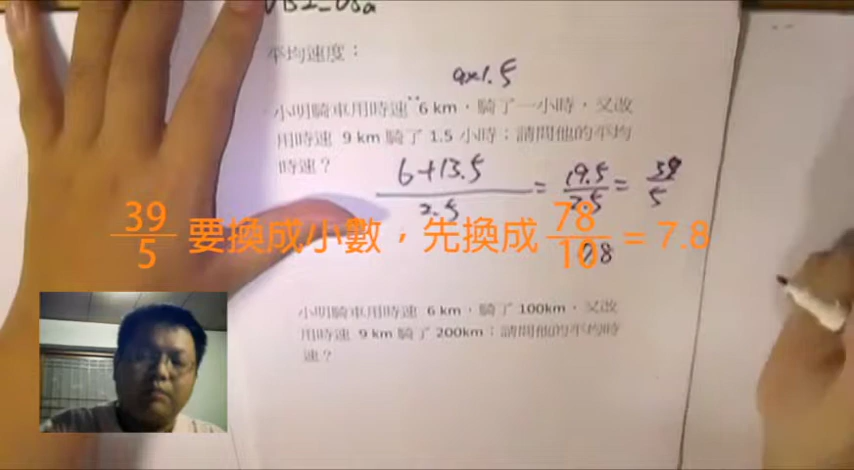 平均速度：
9×1.5
小明騎車用時速 6 km，騎了一小時，又改
用時速 9 km 騎了 1.5 小時；請問他的平均
時速？
6+13.5
2.5
= 19.5/2.5 = 39/5
39/5 要換成小數，先換成 78/10 = 7.8
小明騎車用時速 6 km，騎了 100km，又改
用時速 9 km 騎了 200km；請問他的平均時
速？